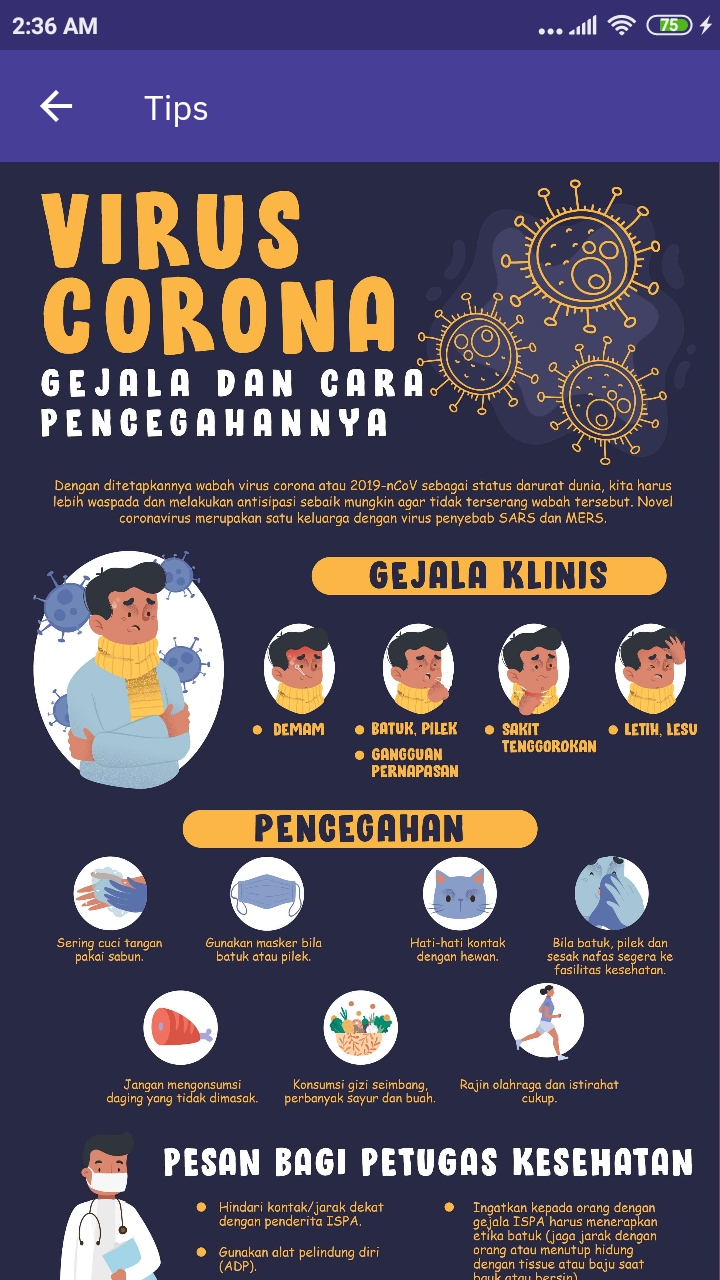 2:36 AM
75
Tips
VIRUS
CORONA
GEJALA DAN CARA
PENCEGAHANNYA
Dengan ditetapkannya wabah virus corona atau 2019-nCoV sebagai status darurat dunia, kita harus
lebih waspada dan melakukan antisipasi sebaik mungkin agar tidak terserang wabah tersebut. Novel
coronavirus merupakan satu keluarga dengan virus penyebab SARS dan MERS.
GEJALA KLINIS
DEMAM
BATUK, PILEK
GANGGUAN
PERNAPASAN
SAKIT
TENGGOROKAN
LETIH, LESU
PENCEGAHAN
Sering cuci tangan
pakai sabun.
Gunakan masker bila
batuk atau pilek.
Hati-hati kontak
dengan hewan.
Bila batuk, pilek dan
sesak nafas segera ke
fasilitas kesehatan.
Jangan mengonsumsi
daging yang tidak dimasak.
Konsumsi gizi seimbang,
perbanyak sayur dan buah.
Rajin olahraga dan istirahat
cukup.
PESAN BAGI PETUGAS KESEHATAN
Hindari kontak/jarak dekat
dengan penderita ISPA.
Gunakan alat pelindung diri
(ADP).
Ingatkan kepada orang dengan
gejala ISPA harus menerapkan
etika batuk (jaga jarak dengan
orang atau menutup hidung
dengan tissue atau baju saat
batuk atau bersin)